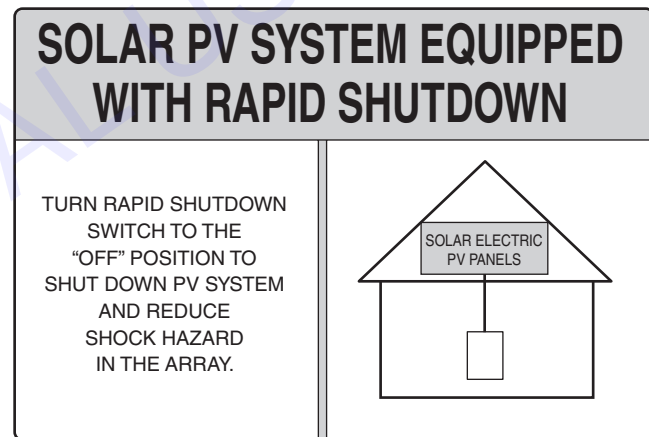 SOLAR PV SYSTEM EQUIPPED
WITH RAPID SHUTDOWN
TURN RAPID SHUTDOWN
SWITCH TO THE
“OFF” POSITION TO
SHUT DOWN PV SYSTEM
AND REDUCE
SHOCK HAZARD
IN THE ARRAY.
SOLAR ELECTRIC
PV PANELS